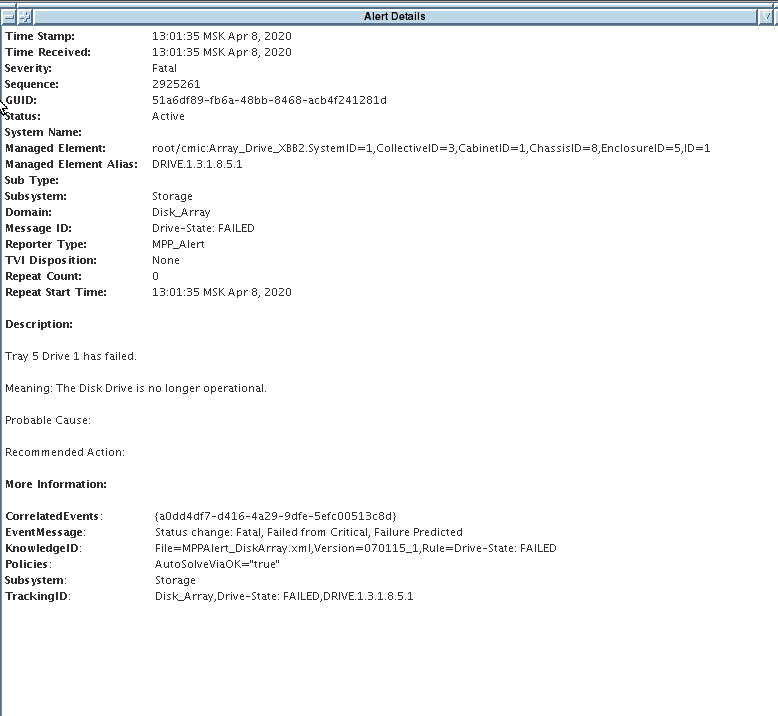 Alert Details
Time Stamp: 13:01:35 MSK Apr 8, 2020
Time Received: 13:01:35 MSK Apr 8, 2020
Severity: Fatal
Sequence: 2925261
GUID: 51a6df89-fb6a-48bb-8468-acb4f241281d
Status: Active
System Name:
Managed Element: root/cmic:Array_Drive_XBB2.SystemID=1,CollectiveID=3,CabinetID=1,ChassisID=8,EnclosureID=5,ID=1
Managed Element Alias: DRIVE.1.3.1.8.5.1
Sub Type:
Subsystem: Storage
Domain: Disk_Array
Message ID: Drive-State: FAILED
Reporter Type: MPP_Alert
TVI Disposition: None
Repeat Count: 0
Repeat Start Time: 13:01:35 MSK Apr 8, 2020
Description:
Tray 5 Drive 1 has failed.
Meaning: The Disk Drive is no longer operational.
Probable Cause:
Recommended Action:
More Information:
CorrelatedEvents: {a0dd4df7-d416-4a29-9dfe-5efc00513c8d}
EventMessage: Status change: Fatal, Failed from Critical, Failure Predicted
KnowledgeID: File=MPPAlert_DiskArray.xml,Version=070115_1,Rule=Drive-State: FAILED
Policies: AutoSolveViaOK="true"
Subsystem: Storage
TrackingID: Disk_Array,Drive-State: FAILED,DRIVE.1.3.1.8.5.1